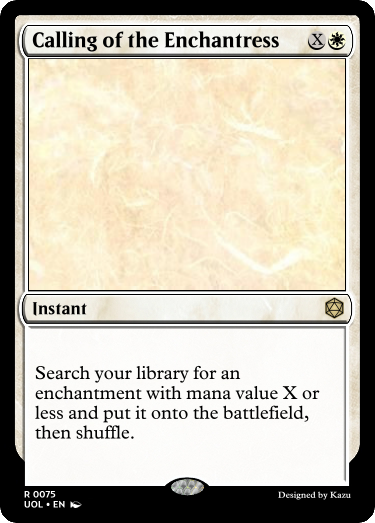 Calling of the Enchantress X
Instant
Search your library for an
enchantment with mana value X or
less and put it onto the battlefield,
then shuffle.
R 0075
UOL • EN Designed by Kazu